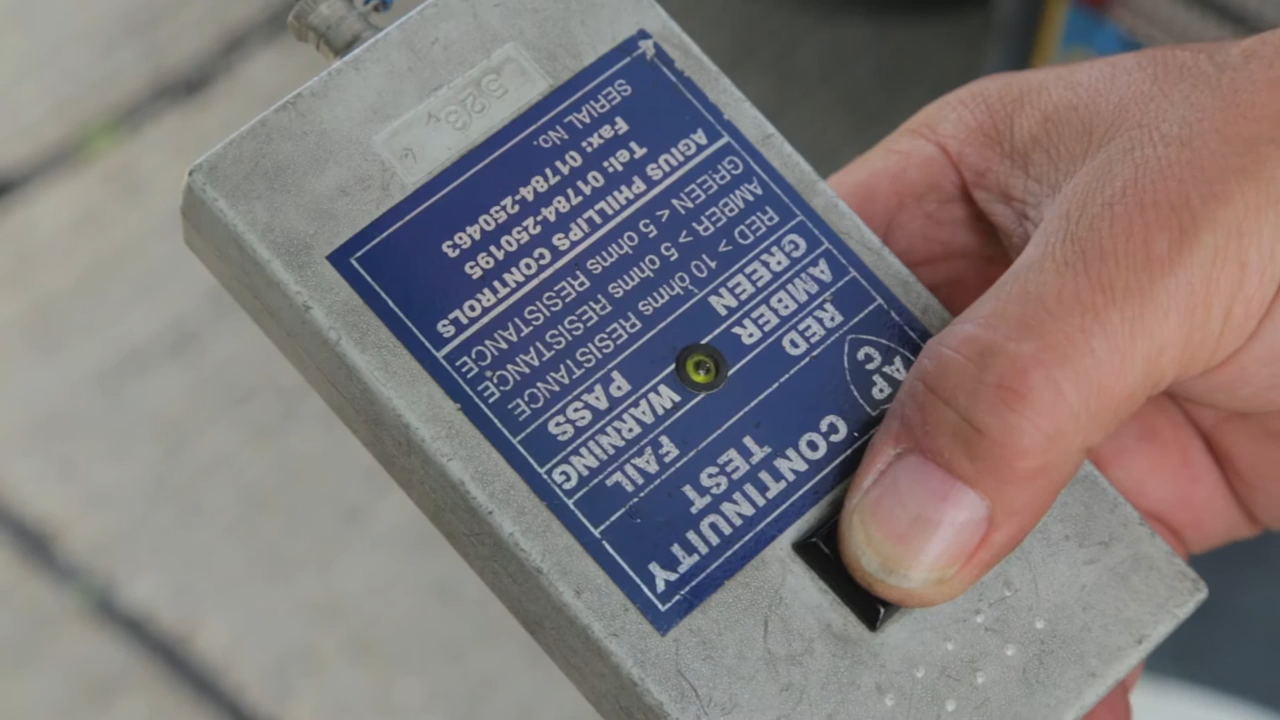 CONTINUITY
TEST
APC
RED FAIL
AMBER WARNING
GREEN PASS
RED > 10 ohms RESISTANCE
AMBER > 5 ohms RESISTANCE
GREEN < 5 ohms RESISTANCE
AGIUS PHILLIPS CONTROLS
Tel: 01784-250195
Fax: 01784-250463
SERIAL No.